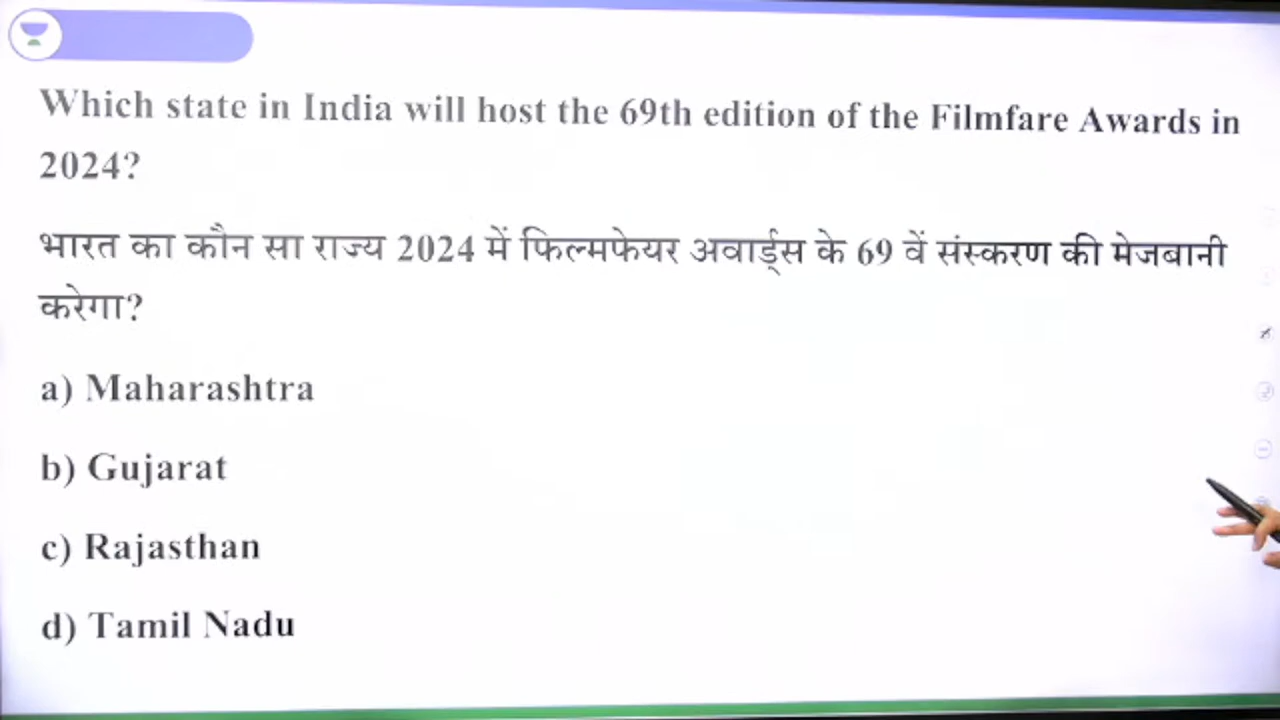 Which state in India will host the 69th edition of the Filmfare Awards in
2024?
भारत का कौन सा राज्य 2024 में फिल्मफेयर अवार्ड्स के 69 वें संस्करण की मेजबानी
करेगा?
a) Maharashtra
b) Gujarat
c) Rajasthan
d) Tamil Nadu